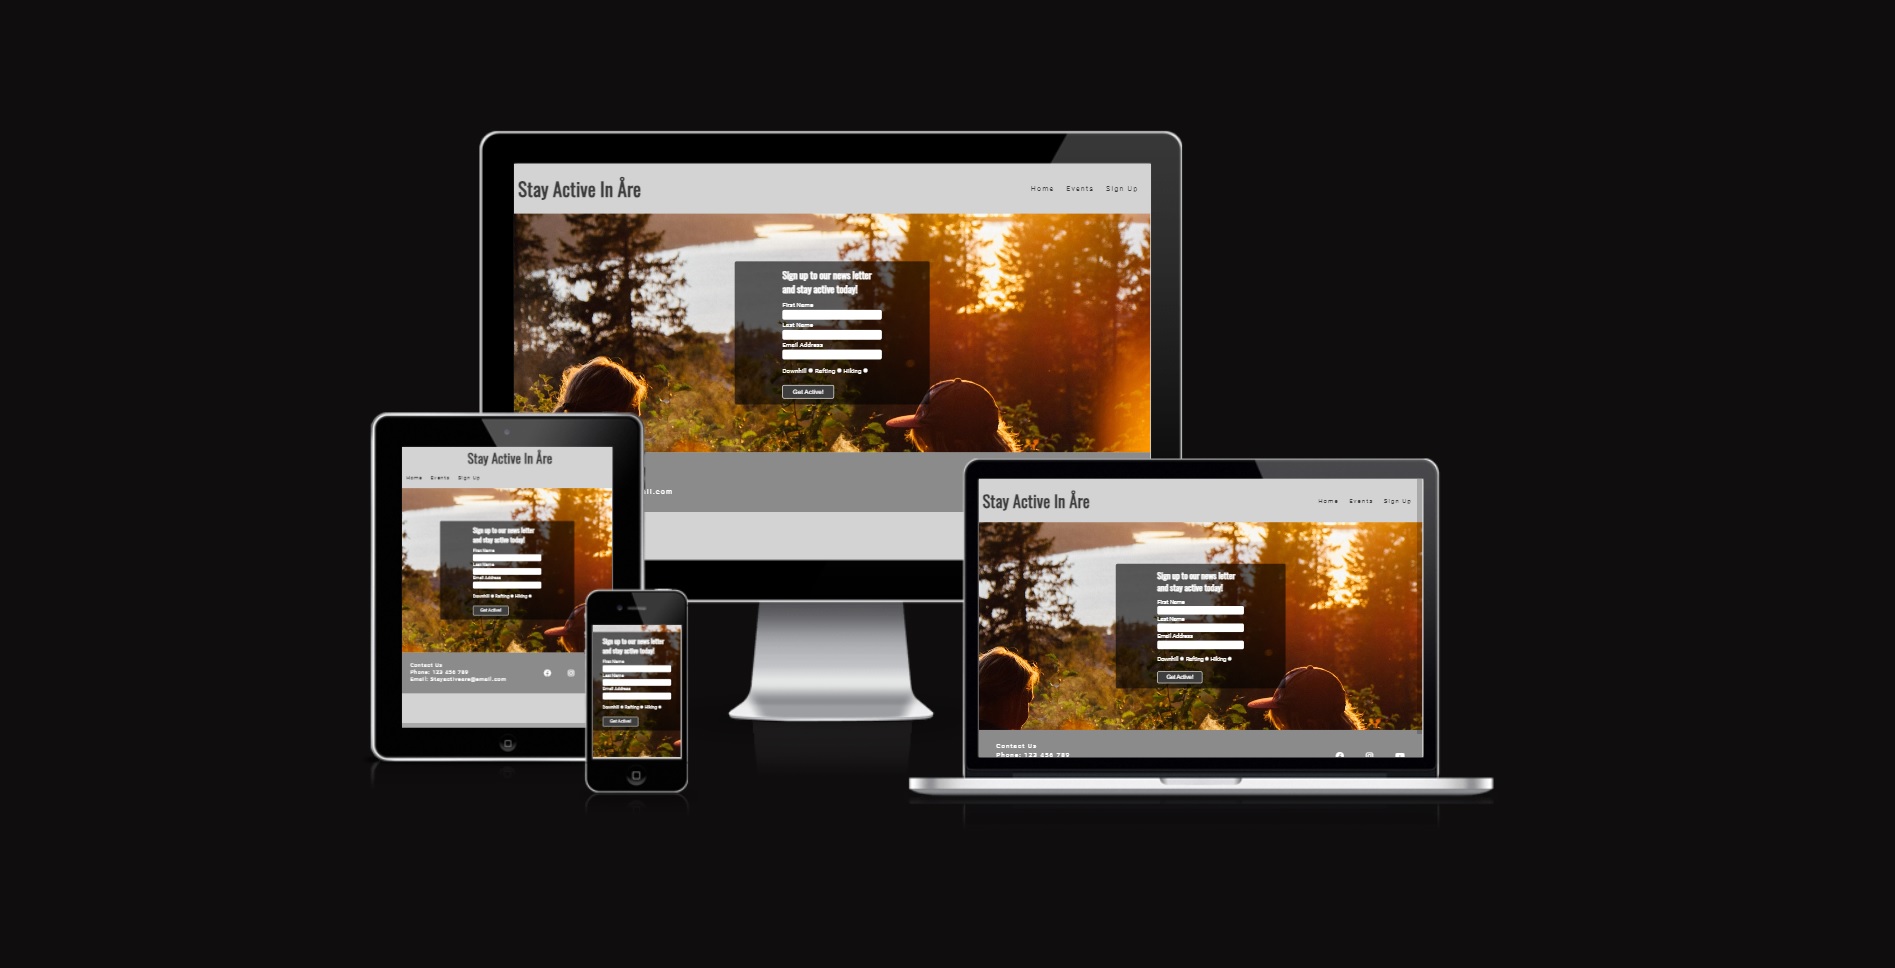 Stay Active In Åre
Home Events Sign Up
Sign up to our news letter
and stay active today!
First Name
Last Name
Email Address
Downhill Rafting Hiking
Get Active!
ail.com
Stay Active In Åre
Home Events Sign Up
Sign up to our news letter
and stay active today!
First Name
Last Name
Email Address
Downhill Rafting Hiking
Get Active!
Contact Us
Phone: 123 456 789
Email: Stayactiveare@email.com
Sign up to our news letter
and stay active today!
First Name
Last Name
Email Address
Downhill Rafting Hiking
Get Active!
Stay Active In Åre
Home Events Sign Up
Sign up to our news letter
and stay active today!
First Name
Last Name
Email Address
Downhill Rafting Hiking
Get Active!
Contact Us
Phone: 123 456 789